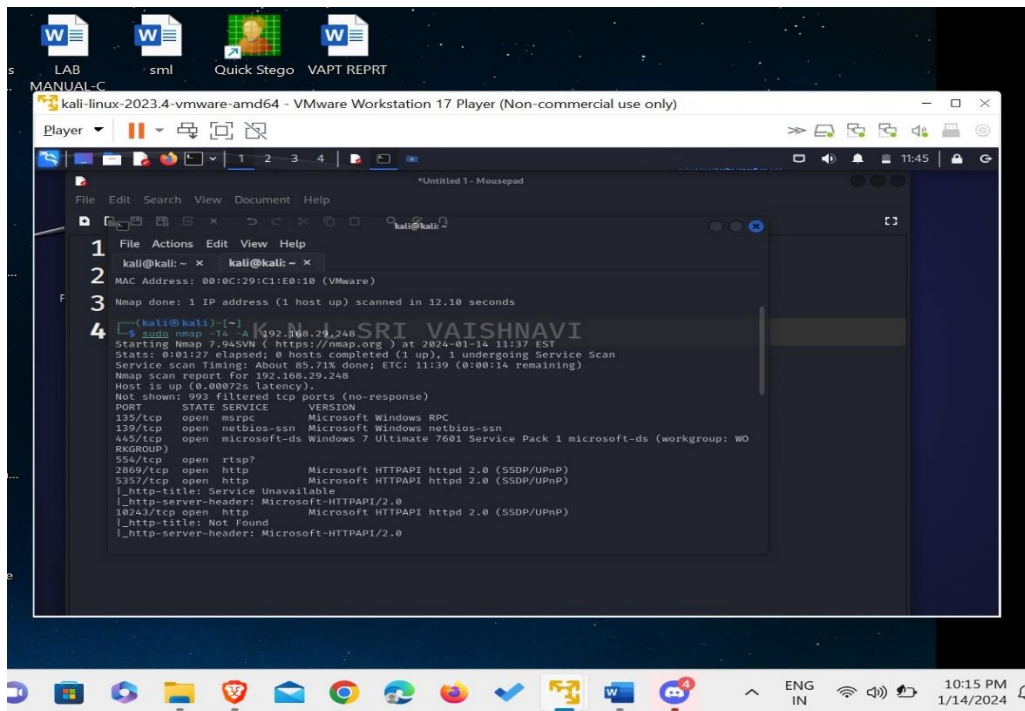 LAB
MANUAL-C
sml
Quick Stego
VAPT REPRT
kali-linux-2023.4-vmware-amd64 - VMware Workstation 17 Player (Non-commercial use only)
Player
1 2 3 4
11:45
*Untitled 1 - Mousepad
File Edit Search View Document Help
kali@kali: ~
File Actions Edit View Help
kali@kali: ~ × kali@kali: ~ ×
1
2
3
4
MAC Address: 00:0C:29:C1:E0:10 (VMware)
Nmap done: 1 IP address (1 host up) scanned in 12.10 seconds
(kali㉿kali)-[~]
$ sudo nmap -T4 -A 192.168.29.248
SRI VAISHNAVI
Starting Nmap 7.94SVN ( https://nmap.org ) at 2024-01-14 11:37 EST
Stats: 0:01:27 elapsed; 0 hosts completed (1 up), 1 undergoing Service Scan
Service scan Timing: About 85.71% done; ETC: 11:39 (0:00:14 remaining)
Nmap scan report for 192.168.29.248
Host is up (0.00072s latency).
Not shown: 993 filtered tcp ports (no-response)
PORT STATE SERVICE VERSION
135/tcp open msrpc Microsoft Windows RPC
139/tcp open netbios-ssn Microsoft Windows netbios-ssn
445/tcp open microsoft-ds Windows 7 Ultimate 7601 Service Pack 1 microsoft-ds (workgroup: WO
RKGROUP)
554/tcp open rtsp?
2869/tcp open http Microsoft HTTPAPI httpd 2.0 (SSDP/UPnP)
5357/tcp open http Microsoft HTTPAPI httpd 2.0 (SSDP/UPnP)
|_http-title: Service Unavailable
|_http-server-header: Microsoft-HTTPAPI/2.0
10243/tcp open http Microsoft HTTPAPI httpd 2.0 (SSDP/UPnP)
|_http-title: Not Found
|_http-server-header: Microsoft-HTTPAPI/2.0
4
ENG
IN
10:15 PM
1/14/2024